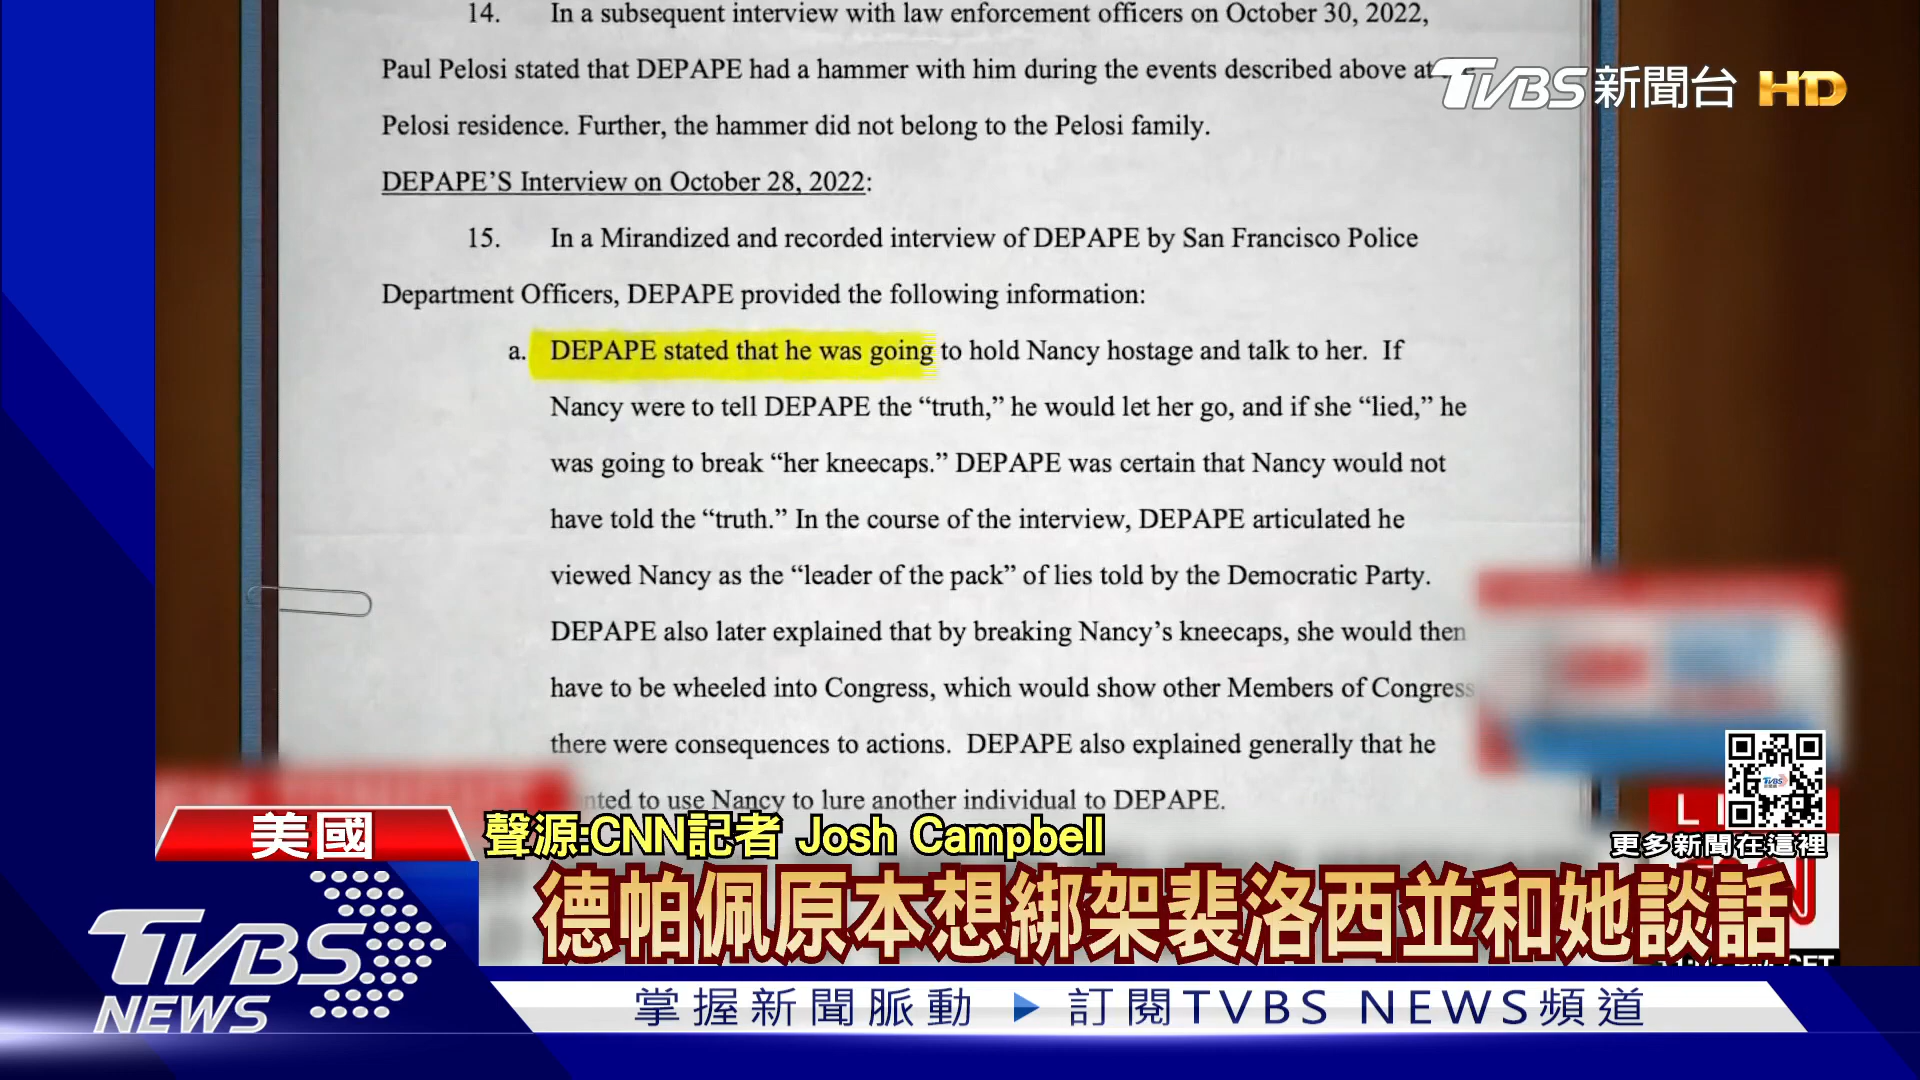 14. In a subsequent interview with law enforcement officers on October 30, 2022,
Paul Pelosi stated that DEPAPE had a hammer with him during the events described above at
Pelosi residence. Further, the hammer did not belong to the Pelosi family.
DEPAPE'S Interview on October 28, 2022:
15. In a Mirandized and recorded interview of DEPAPE by San Francisco Police
Department Officers, DEPAPE provided the following information:
a. DEPAPE stated that he was going to hold Nancy hostage and talk to her. If
Nancy were to tell DEPAPE the “truth,” he would let her go, and if she “lied,” he
was going to break “her kneecaps.” DEPAPE was certain that Nancy would not
have told the “truth.” In the course of the interview, DEPAPE articulated he
viewed Nancy as the “leader of the pack” of lies told by the Democratic Party.
DEPAPE also later explained that by breaking Nancy’s kneecaps, she would then
have to be wheeled into Congress, which would show other Members of Congress
there were consequences to actions. DEPAPE also explained generally that he
to use Nancy to lure another individual to DEPAPE.
TVBS新聞台 HD
TVBS
更多新聞在這裡
美國
聲源:CNN記者 Josh Campbell
德帕佩原本想綁架裴洛西並和她談話
TVBS
NEWS
掌握新聞脈動 ▶ 訂閱TVBS NEWS頻道